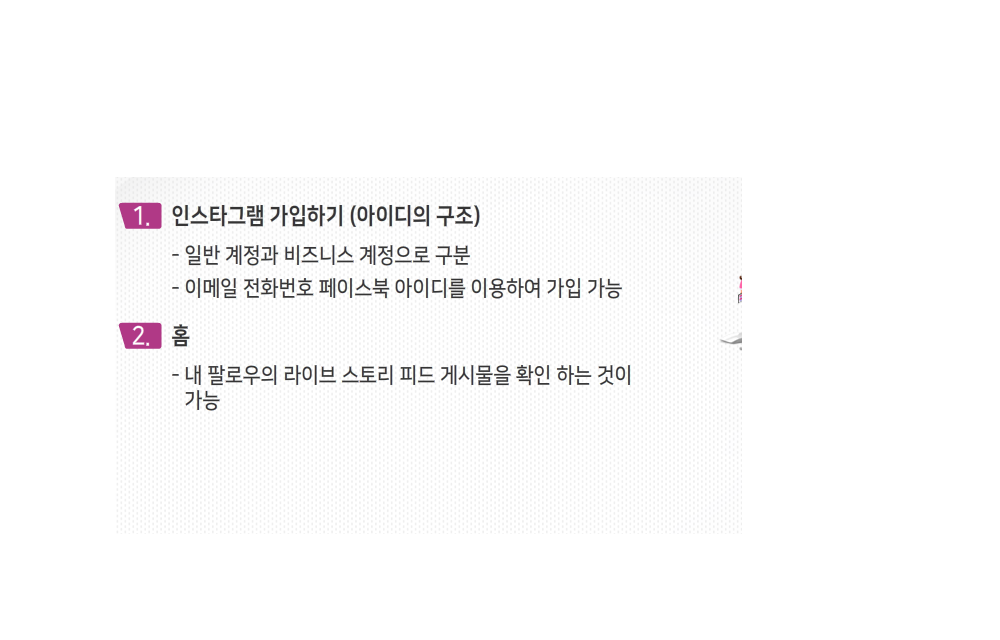 1. 인스타그램 가입하기 (아이디의 구조)
- 일반 계정과 비즈니스 계정으로 구분
- 이메일 전화번호 페이스북 아이디를 이용하여 가입 가능
2. 홈
- 내 팔로우의 라이브 스토리 피드 게시물을 확인 하는 것이
가능